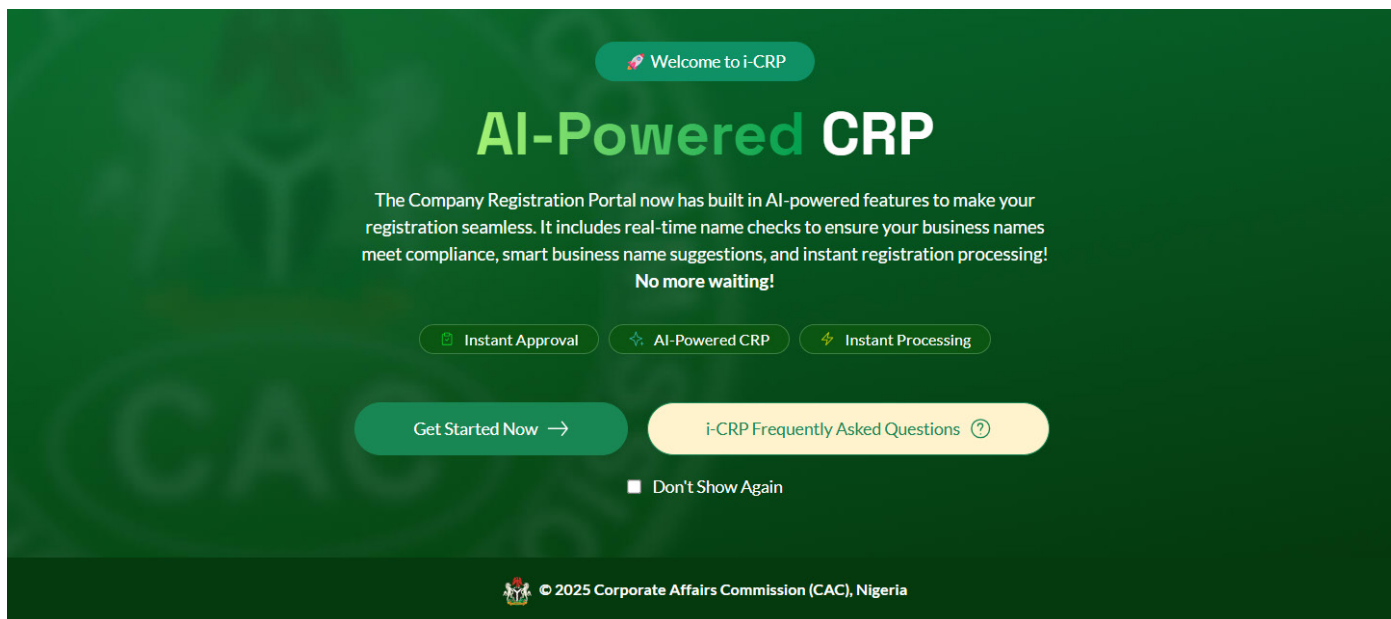 🚀 Welcome to i-CRP
AI-Powered CRP
The Company Registration Portal now has built in AI-powered features to make your
registration seamless. It includes real-time name checks to ensure your business names
meet compliance, smart business name suggestions, and instant registration processing!
No more waiting!
Instant Approval
AI-Powered CRP
Instant Processing
Get Started Now →
i-CRP Frequently Asked Questions ?
Don't Show Again
CAC
© 2025 Corporate Affairs Commission (CAC), Nigeria